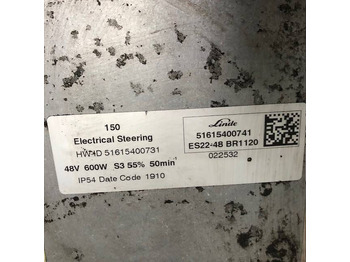 150
Electrical Steering
HW4D 51615400731
48V 600W S3 55% 50min
IP54 Date Code 1910
Linde
51615400741
ES22-48 BR1120
022532